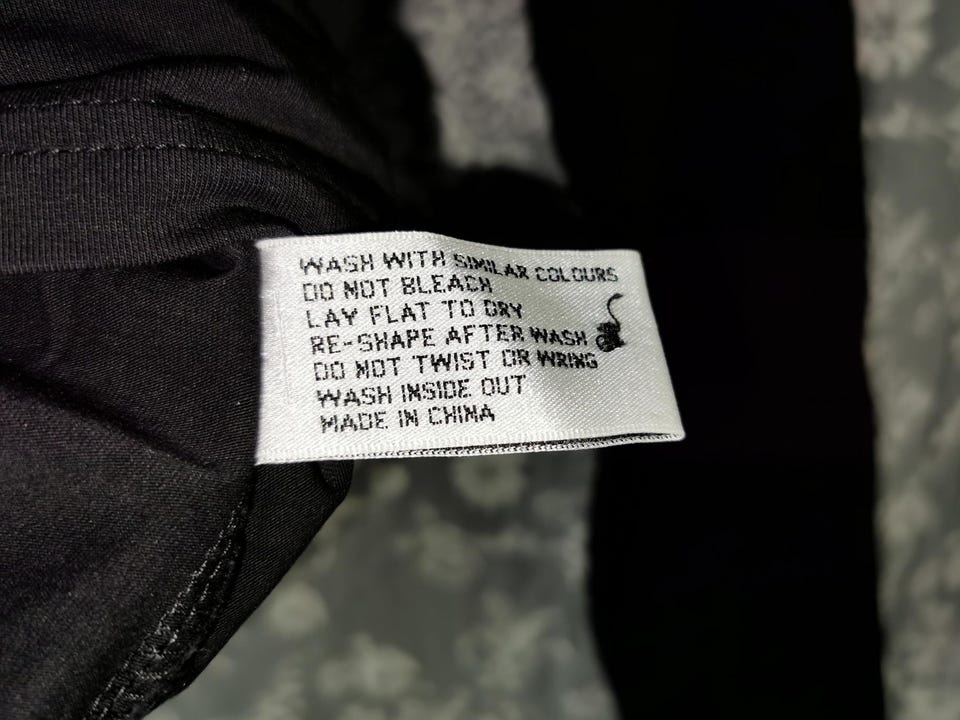 WASH WITH SIMILAR COLOURS
DO NOT BLEACH
LAY FLAT TO DRY
RE-SHAPE AFTER WASH
DO NOT TWIST OR WRING
WASH INSIDE OUT
MADE IN CHINA